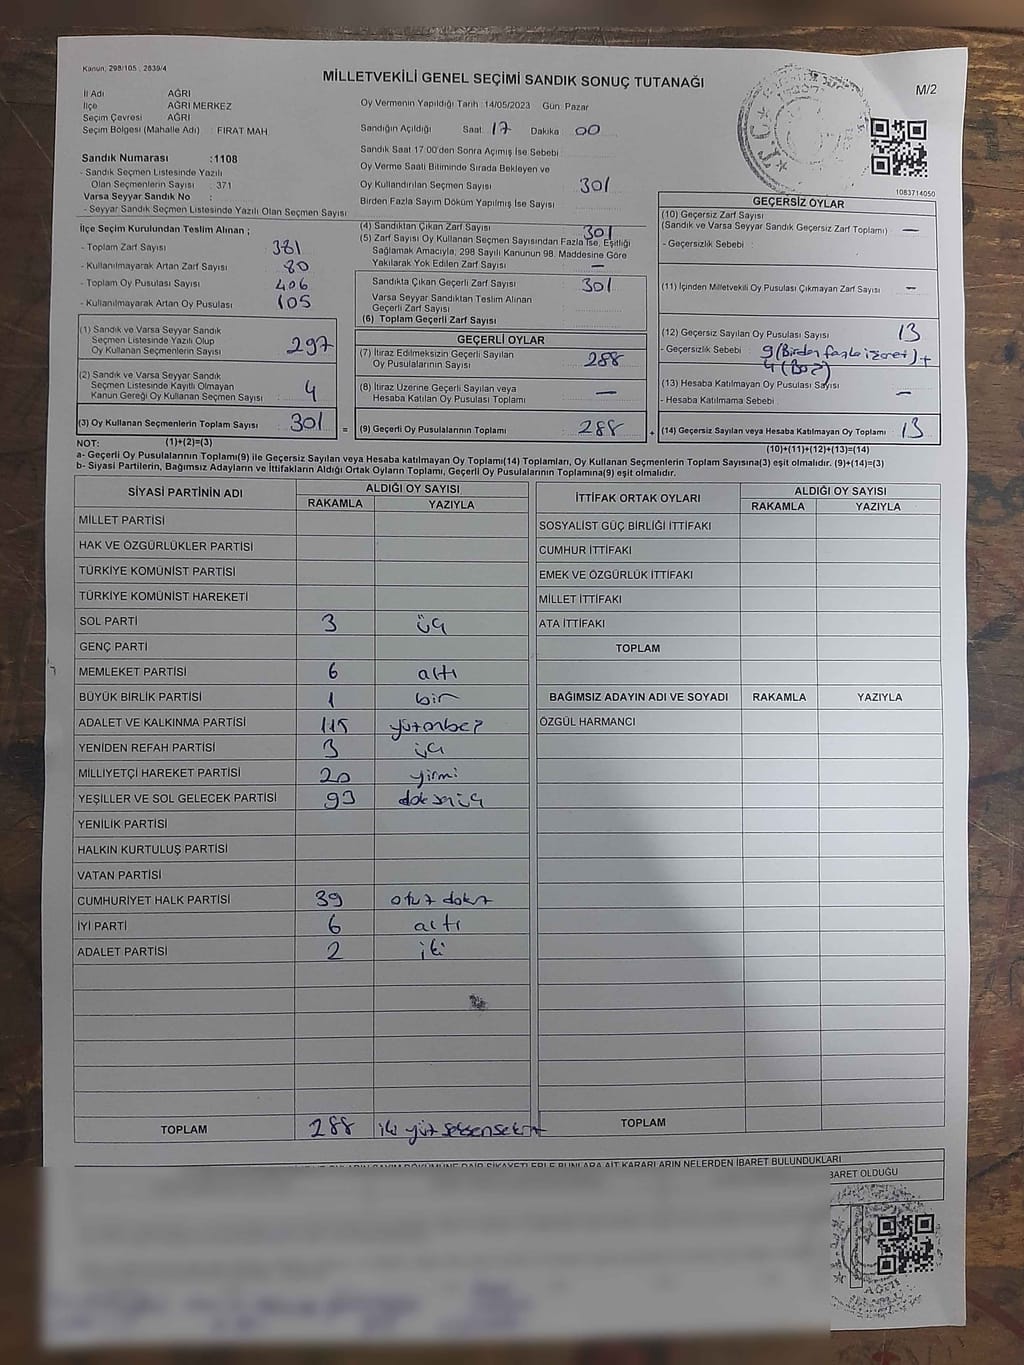 Kanun, 298/105 , 2839/4
MİLLETVEKİLİ GENEL SEÇİMİ SANDIK SONUÇ TUTANAĞI
M/2
İl Adı AĞRI
İlçe AĞRI MERKEZ
Seçim Çevresi AĞRI
Seçim Bölgesi (Mahalle Adı) : FIRAT MAH
Sandık Numarası :1108
- Sandık Seçmen Listesinde Yazılı
Olan Seçmenlerin Sayısı : 371
Varsa Seyyar Sandık No :
- Seyyar Sandık Seçmen Listesinde Yazılı Olan Seçmen Sayısı
Oy Vermenin Yapıldığı Tarih : 14/05/2023 Gün: Pazar
Sandığın Açıldığı Saat: 17 Dakika 00
Sandık Saat 17:00'den Sonra Açımış İse Sebebi :
Oy Verme Saati Bitiminde Sırada Bekleyen ve
Oy Kullandırılan Seçmen Sayısı 301
Birden Fazla Sayım Döküm Yapılmış İse Sayısı
1083714050
İlçe Seçim Kurulundan Teslim Alınan ;
- Toplam Zarf Sayısı 381
- Kullanılmayarak Artan Zarf Sayısı 80
- Toplam Oy Pusulası Sayısı 406
- Kullanılmayarak Artan Oy Pusulası 105
(1) Sandık ve Varsa Seyyar Sandık
Seçmen Listesinde Yazılı Olup
Oy Kullanan Seçmenlerin Sayısı 297
(2) Sandık ve Varsa Seyyar Sandık
Seçmen Listesinde Kayıtlı Olmayan
Kanun Gereği Oy Kullanan Seçmen Sayısı 4
(3) Oy Kullanan Seçmenlerin Toplam Sayısı 301 =
(4) Sandıktan Çıkan Zarf Sayısı 301
(5) Zarf Sayısı Oy Kullanan Seçmen Sayısından Fazla İse, Eşitliği
Sağlamak Amacıyla, 298 Sayılı Kanunun 98. Maddesine Göre
Yakılarak Yok Edilen Zarf Sayısı : —
Sandıkta Çıkan Geçerli Zarf Sayısı : 301
Varsa Seyyar Sandıktan Teslim Alınan
Geçerli Zarf Sayısı
(6) Toplam Geçerli Zarf Sayısı
GEÇERLİ OYLAR
(7) İtiraz Edilmeksizin Geçerli Sayılan
Oy Pusulalarının Sayısı 288
(8) İtiraz Üzerine Geçerli Sayılan veya
Hesaba Katılan Oy Pusulası Toplamı —
(9) Geçerli Oy Pusulalarının Toplamı 288 +
GEÇERSİZ OYLAR
(10) Geçersiz Zarf Sayısı
(Sandık ve Varsa Seyyar Sandık Geçersiz Zarf Toplamı) —
- Geçersizlik Sebebi :
(11) İçinden Milletvekili Oy Pusulası Çıkmayan Zarf Sayısı —
(12) Geçersiz Sayılan Oy Pusulası Sayısı 13
- Geçersizlik Sebebi : 9 (Birden fazla işaret) +
4 (Boş)
(13) Hesaba Katılmayan Oy Pusulası Sayısı —
- Hesaba Katılmama Sebebi :
(14) Geçersiz Sayılan veya Hesaba Katılmayan Oy Toplamı 13
NOT: (1)+(2)=(3)
(10)+(11)+(12)+(13)=(14)
a- Geçerli Oy Pusulalarının Toplamı(9) ile Geçersiz veya Hesaba katılmayan Oy Toplamı(14) Toplamları, Oy Kullanan Seçmenlerin Toplam Sayısına(3) eşit olmalıdır. (9)+(14)=(3)
b- Siyasi Partilerin, Bağımsız Adayların ve İttifakların Aldığı Ortak Oyların Toplamı, Geçerli Oy Pusulalarının Toplamına(9) eşit olmalıdır.
SİYASİ PARTİNİN ADI ALDIĞI OY SAYISI
RAKAMLA YAZIYLA
MİLLET PARTİSİ
HAK VE ÖZGÜRLÜKLER PARTİSİ
TÜRKİYE KOMÜNİST PARTİSİ
TÜRKİYE KOMÜNİST HAREKETİ
SOL PARTİ 3 üç
GENÇ PARTİ
MEMLEKET PARTİSİ 6 altı
BÜYÜK BİRLİK PARTİSİ 1 bir
ADALET VE KALKINMA PARTİSİ 115 yüzonbeş
YENİDEN REFAH PARTİSİ 3 üç
MİLLİYETÇİ HAREKET PARTİSİ 20 yirmi
YEŞİLLER VE SOL GELECEK PARTİSİ 93 doksanüç
YENİLİK PARTİSİ
HALKIN KURTULUŞ PARTİSİ
VATAN PARTİSİ
CUMHURİYET HALK PARTİSİ 39 otuz dokuz
İYİ PARTİ 6 altı
ADALET PARTİSİ 2 iki
TOPLAM 288 iki yüz seksensekiz
İTTİFAK ORTAK OYLARI ALDIĞI OY SAYISI
RAKAMLA YAZIYLA
SOSYALİST GÜÇ BİRLİĞİ İTTİFAKI
CUMHUR İTTİFAKI
EMEK VE ÖZGÜRLÜK İTTİFAKI
MİLLET İTTİFAKI
ATA İTTİFAKI
TOPLAM
BAĞIMSIZ ADAYIN ADI VE SOYADI RAKAMLA YAZIYLA
ÖZGÜL HARMANCI
TOPLAM
SAYIM DÖKÜMÜNE DAİR ŞİKAYETLERLE BUNLARA AİT KARARLARIN NELERDEN İBARET BULUNDUKLARI
BARET OLDUĞU
T.C.
AĞRI